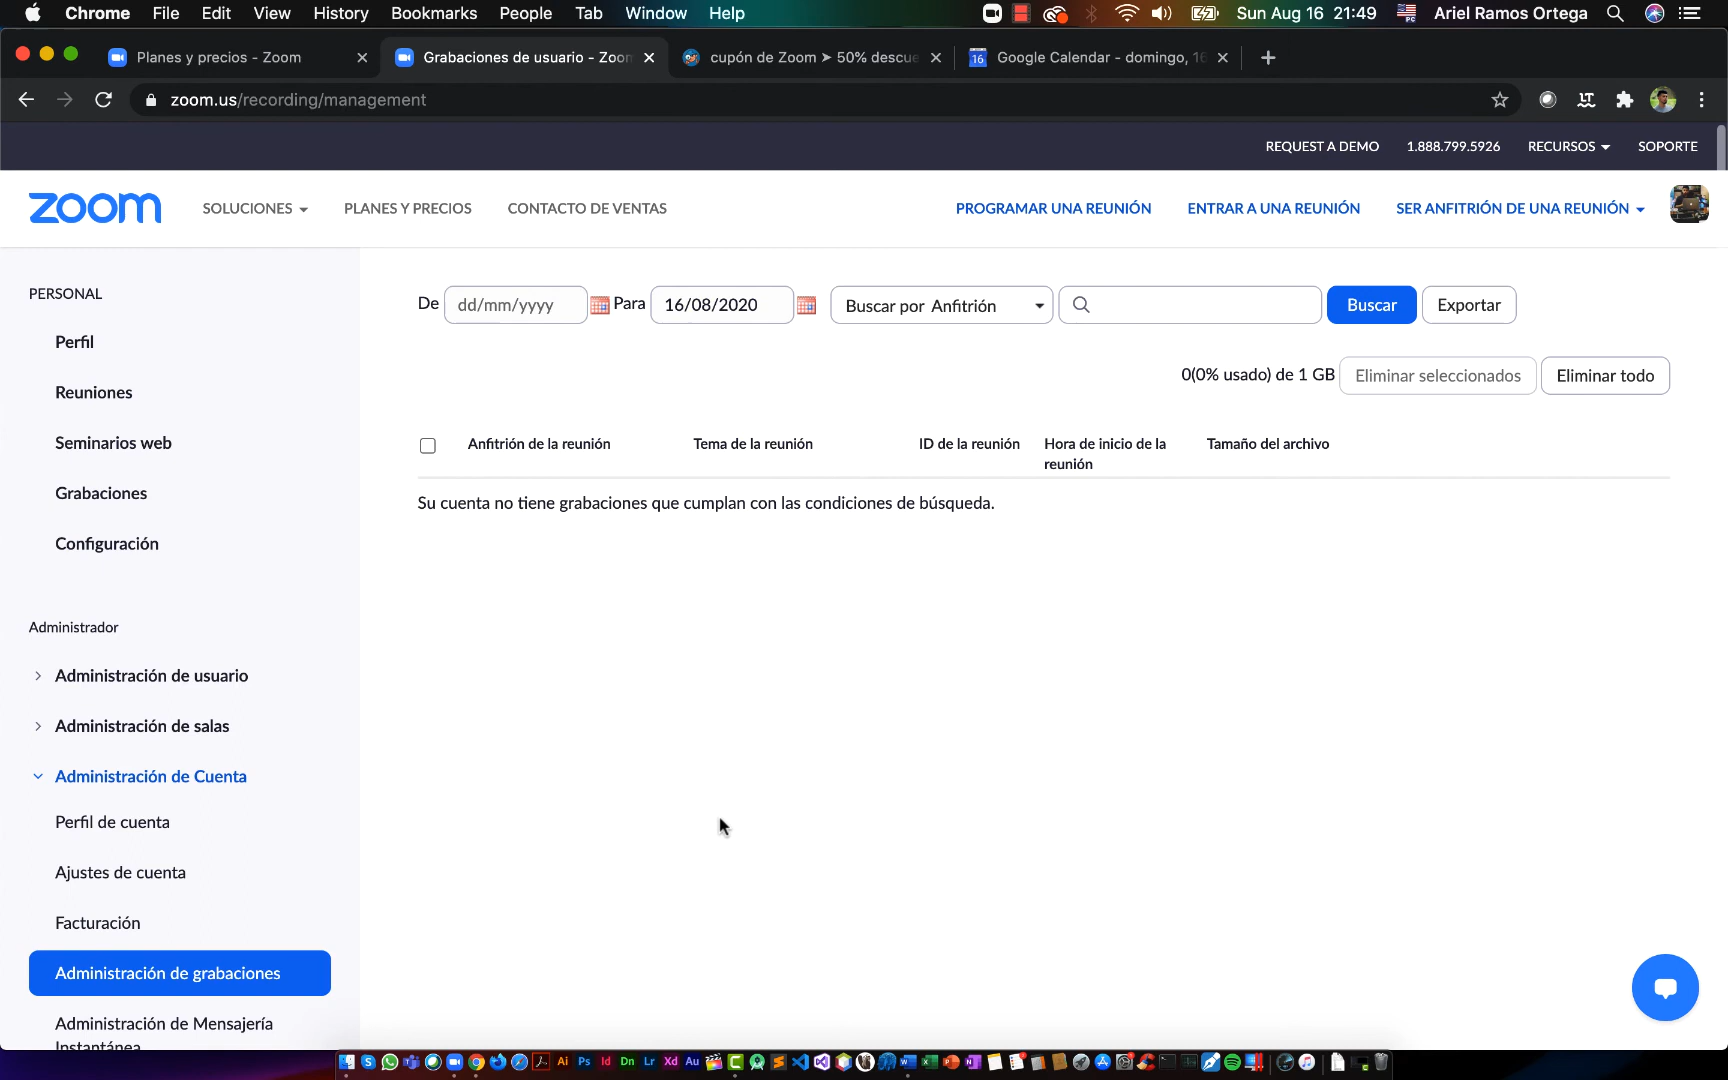 Chrome File Edit View History Bookmarks People Tab Window Help Sun Aug 16 21:49 Ariel Ramos Ortega
Planes y precios - Zoom Grabaciones de usuario - Zoom cupón de Zoom ➤ 50% descue Google Calendar - domingo, 16
zoom.us/recording/management
REQUEST A DEMO 1.888.799.5926 RECURSOS SOPORTE
zoom SOLUCIONES PLANES Y PRECIOS CONTACTO DE VENTAS PROGRAMAR UNA REUNIÓN ENTRAR A UNA REUNIÓN SER ANFITRIÓN DE UNA REUNIÓN
PERSONAL
Perfil
Reuniones
Seminarios web
Grabaciones
Configuración
Administrador
Administración de usuario
Administración de salas
Administración de Cuenta
Perfil de cuenta
Ajustes de cuenta
Facturación
Administración de grabaciones
Administración de Mensajería
Instantánea
De dd/mm/yyyy Para 16/08/2020 Buscar por Anfitrión Buscar Exportar
0(0% usado) de 1 GB Eliminar seleccionados Eliminar todo
Anfitrión de la reunión Tema de la reunión ID de la reunión Hora de inicio de la reunión Tamaño del archivo
Su cuenta no tiene grabaciones que cumplan con las condiciones de búsqueda.
Ai Ps Id Dn Lr Xd Au